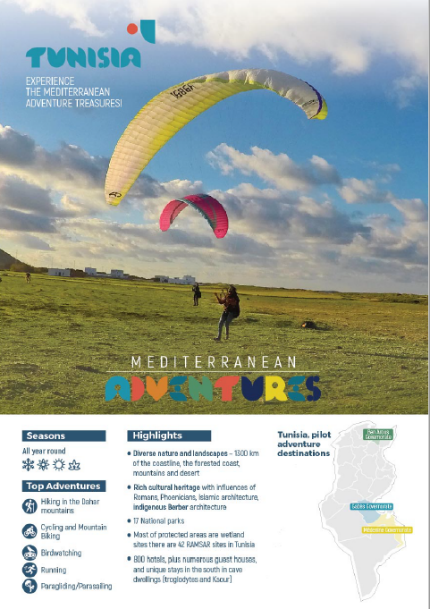 TUNISIA
EXPERIENCE
THE MEDITERRANEAN
ADVENTURE TREASURES!
MEDITERRANEAN
ADVENTURES
Seasons
All year round
Top Adventures
Hiking in the Dahar
mountains
Cycling and Mountain
Biking
Birdwatching
Running
Paragliding/Parasailing
Highlights
• Diverse nature and landscapes – 1300 km
of the coastline, the forested coast,
mountains and desert
• Rich cultural heritage with influences of
Romans, Phoenicians, Islamic architecture,
Indigenous Berber architecture
• 17 National parks
• Most of protected areas are wetland
sites there are 42 RAMSAR sites in Tunisia
• 800 hotels, plus numerous guest houses,
and unique stays in the south in cave
dwellings (troglodytes and Ksour)
Tunisia, pilot
adventure
destinations
Governorate
Gabès Governorate
Governorate